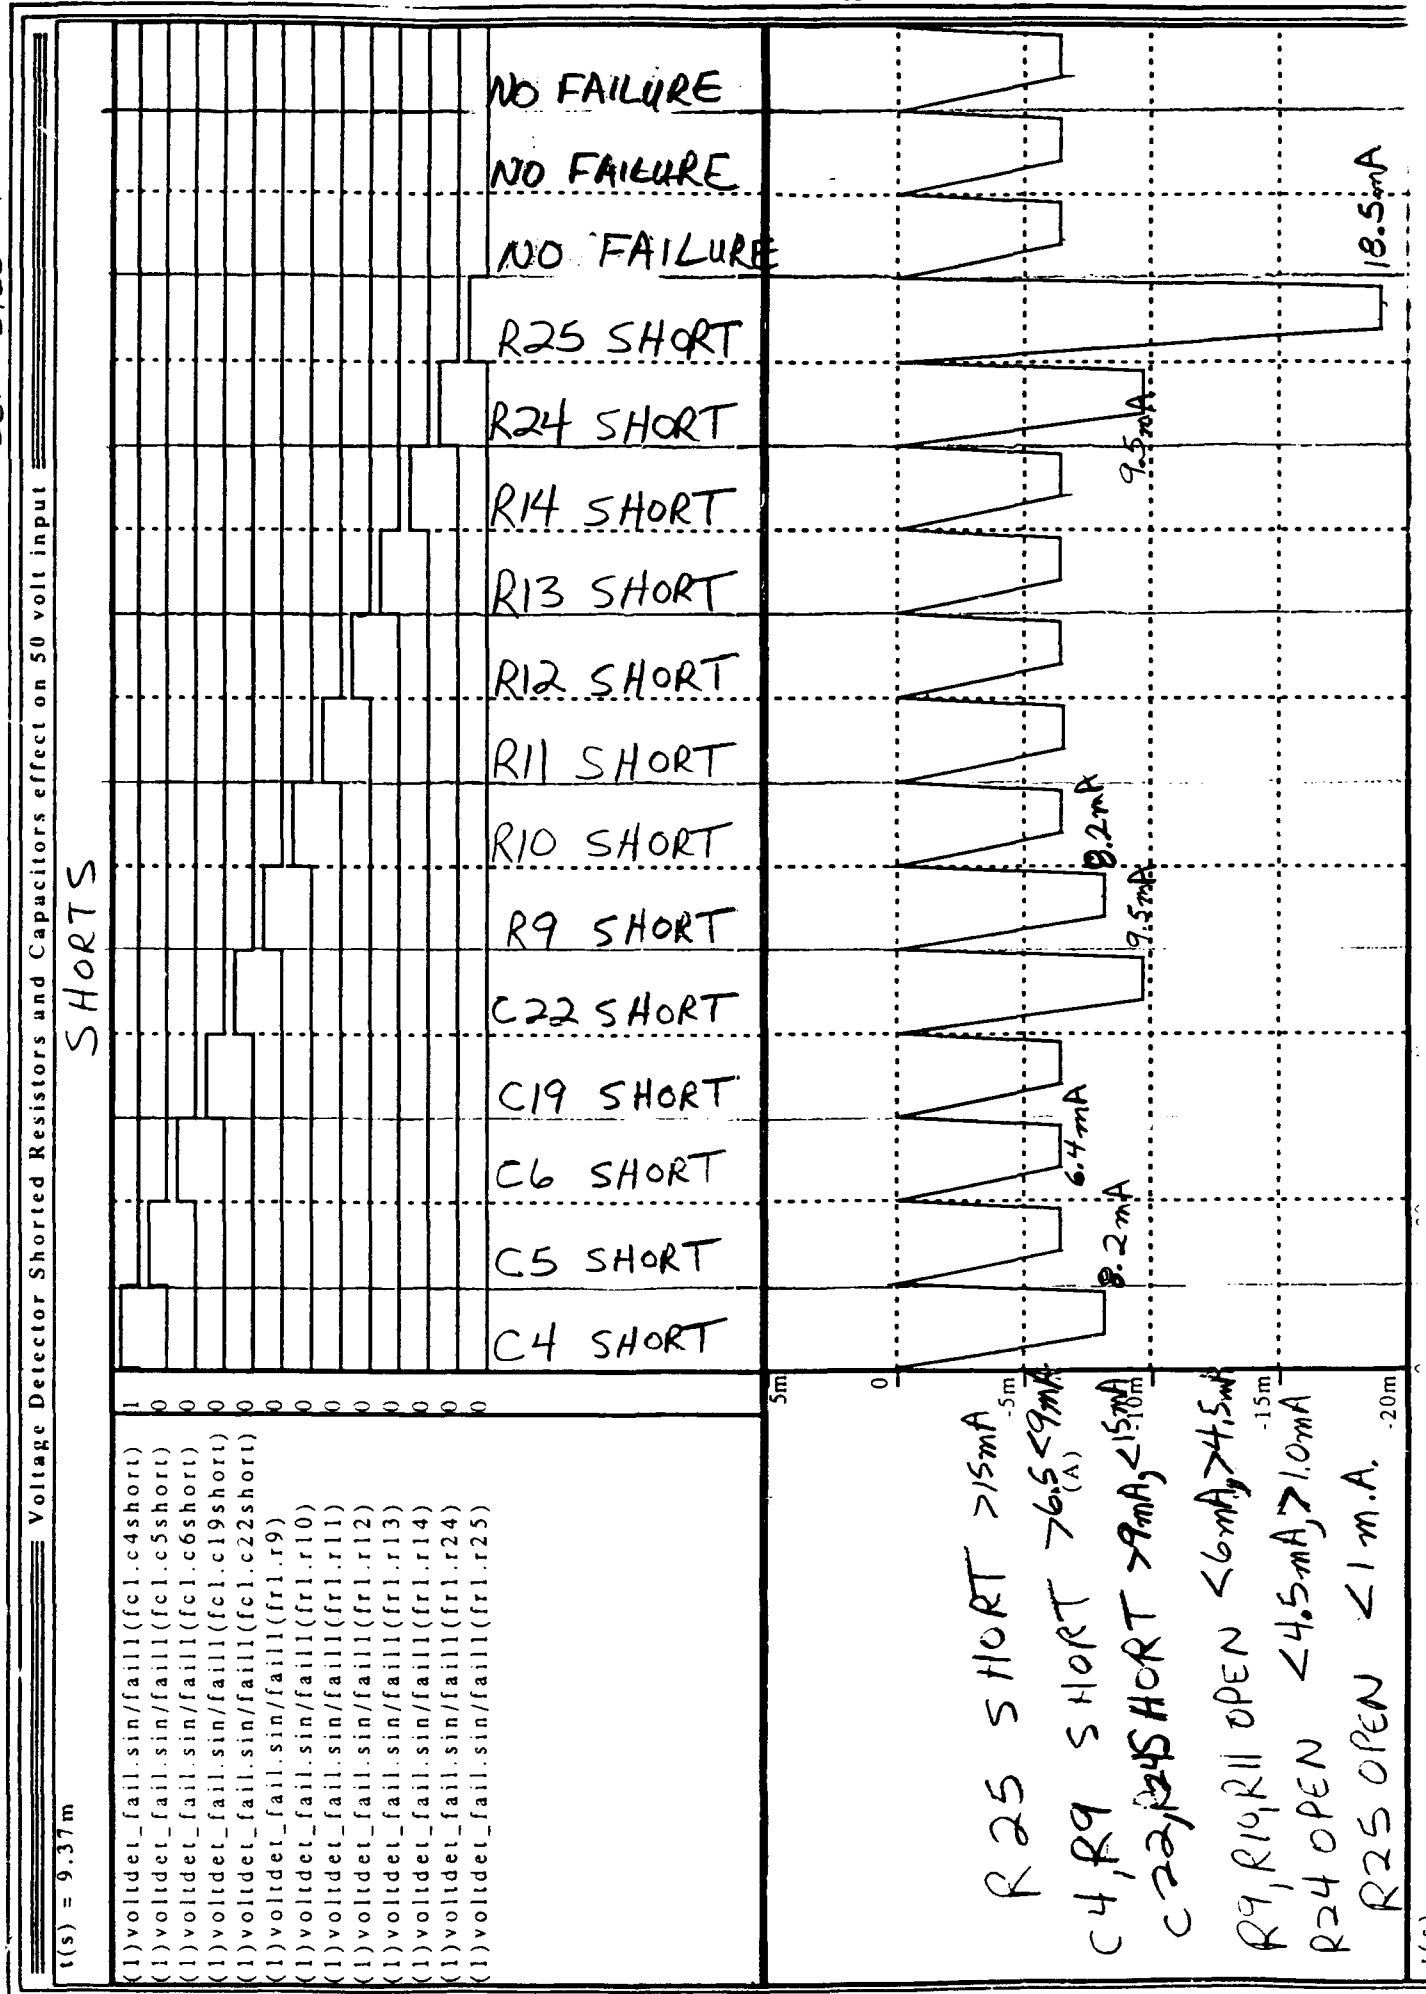 Voltage Detector Shorted Resistors and Capacitors effect on 50 volt input
t(s) = 9.37m
SHORTS
(1)voltdet_fail.sin/fail1(fc1.c4short) 1
(1)voltdet_fail.sin/fail1(fc1.c5short) 0
(1)voltdet_fail.sin/fail1(fc1.c6short) 0
(1)voltdet_fail.sin/fail1(fc1.c19short) 0
(1)voltdet_fail.sin/fail1(fc1.c22short) 0
(1)voltdet_fail.sin/fail1(fr1.r9) 0
(1)voltdet_fail.sin/fail1(fr1.r10) 0
(1)voltdet_fail.sin/fail1(fr1.r11) 0
(1)voltdet_fail.sin/fail1(fr1.r12) 0
(1)voltdet_fail.sin/fail1(fr1.r13) 0
(1)voltdet_fail.sin/fail1(fr1.r14) 0
(1)voltdet_fail.sin/fail1(fr1.r24) 0
(1)voltdet_fail.sin/fail1(fr1.r25) 0
NO FAILURE
NO FAILURE
NO FAILURE
R25 SHORT
R24 SHORT
R14 SHORT
R13 SHORT
R12 SHORT
R11 SHORT
R10 SHORT
R9 SHORT
C22 SHORT
C19 SHORT
C6 SHORT
C5 SHORT
C4 SHORT
5m
0
-5m
(A)
-10m
-15m
-20m
18.5mA
9.5mA
8.2mA
9.5mA
6.4mA
8.2mA
R25 SHORT >15mA
C4, R9 SHORT >6.5 <9mA
C22, R24 SHORT >9mA, <15mA
R9, R10, R11 OPEN <6mA, >4.5mA
R24 OPEN <4.5mA, >1.0mA
R25 OPEN <1 m.A.